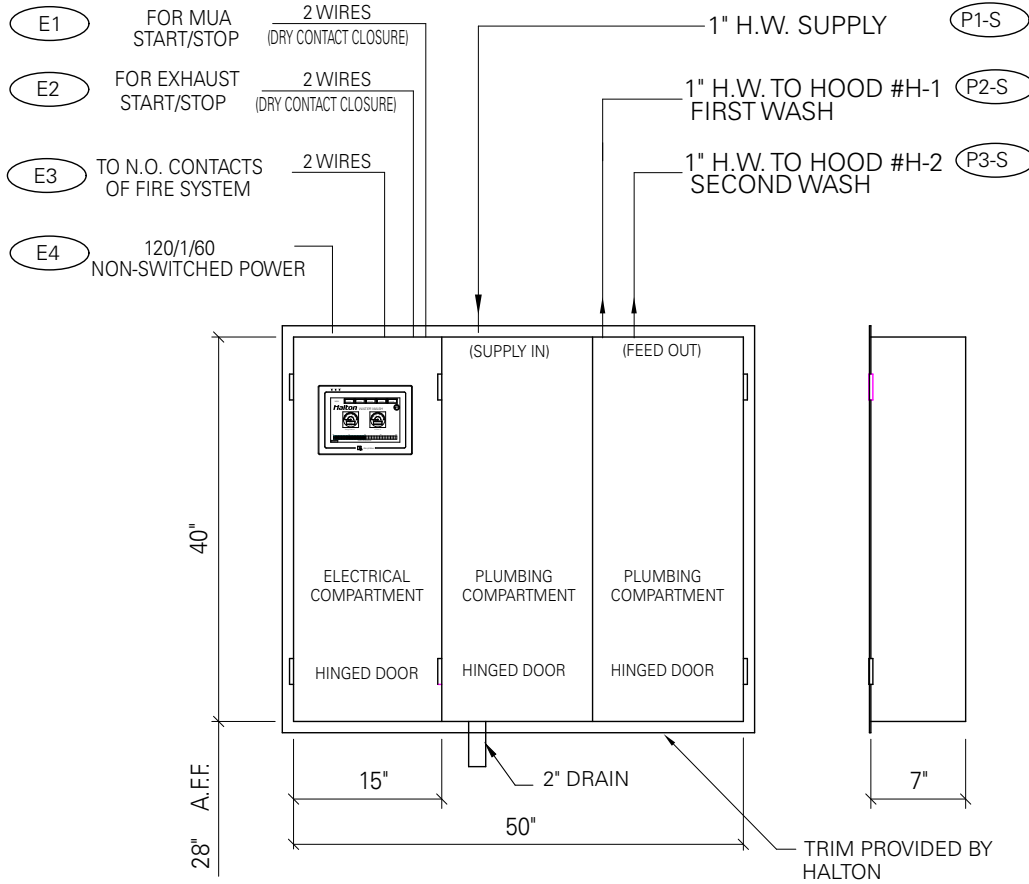 E1
FOR MUA
START/STOP
2 WIRES
(DRY CONTACT CLOSURE)
1" H.W. SUPPLY
P1-S
E2
FOR EXHAUST
START/STOP
2 WIRES
(DRY CONTACT CLOSURE)
1" H.W. TO HOOD #H-1
FIRST WASH
P2-S
E3
TO N.O. CONTACTS
OF FIRE SYSTEM
2 WIRES
1" H.W. TO HOOD #H-2
SECOND WASH
P3-S
E4
120/1/60
NON-SWITCHED POWER
(SUPPLY IN)
(FEED OUT)
Halton
40"
ELECTRICAL
COMPARTMENT
PLUMBING
COMPARTMENT
PLUMBING
COMPARTMENT
HINGED DOOR
HINGED DOOR
HINGED DOOR
28" A.F.F.
15"
2" DRAIN
7"
50"
TRIM PROVIDED BY
HALTON